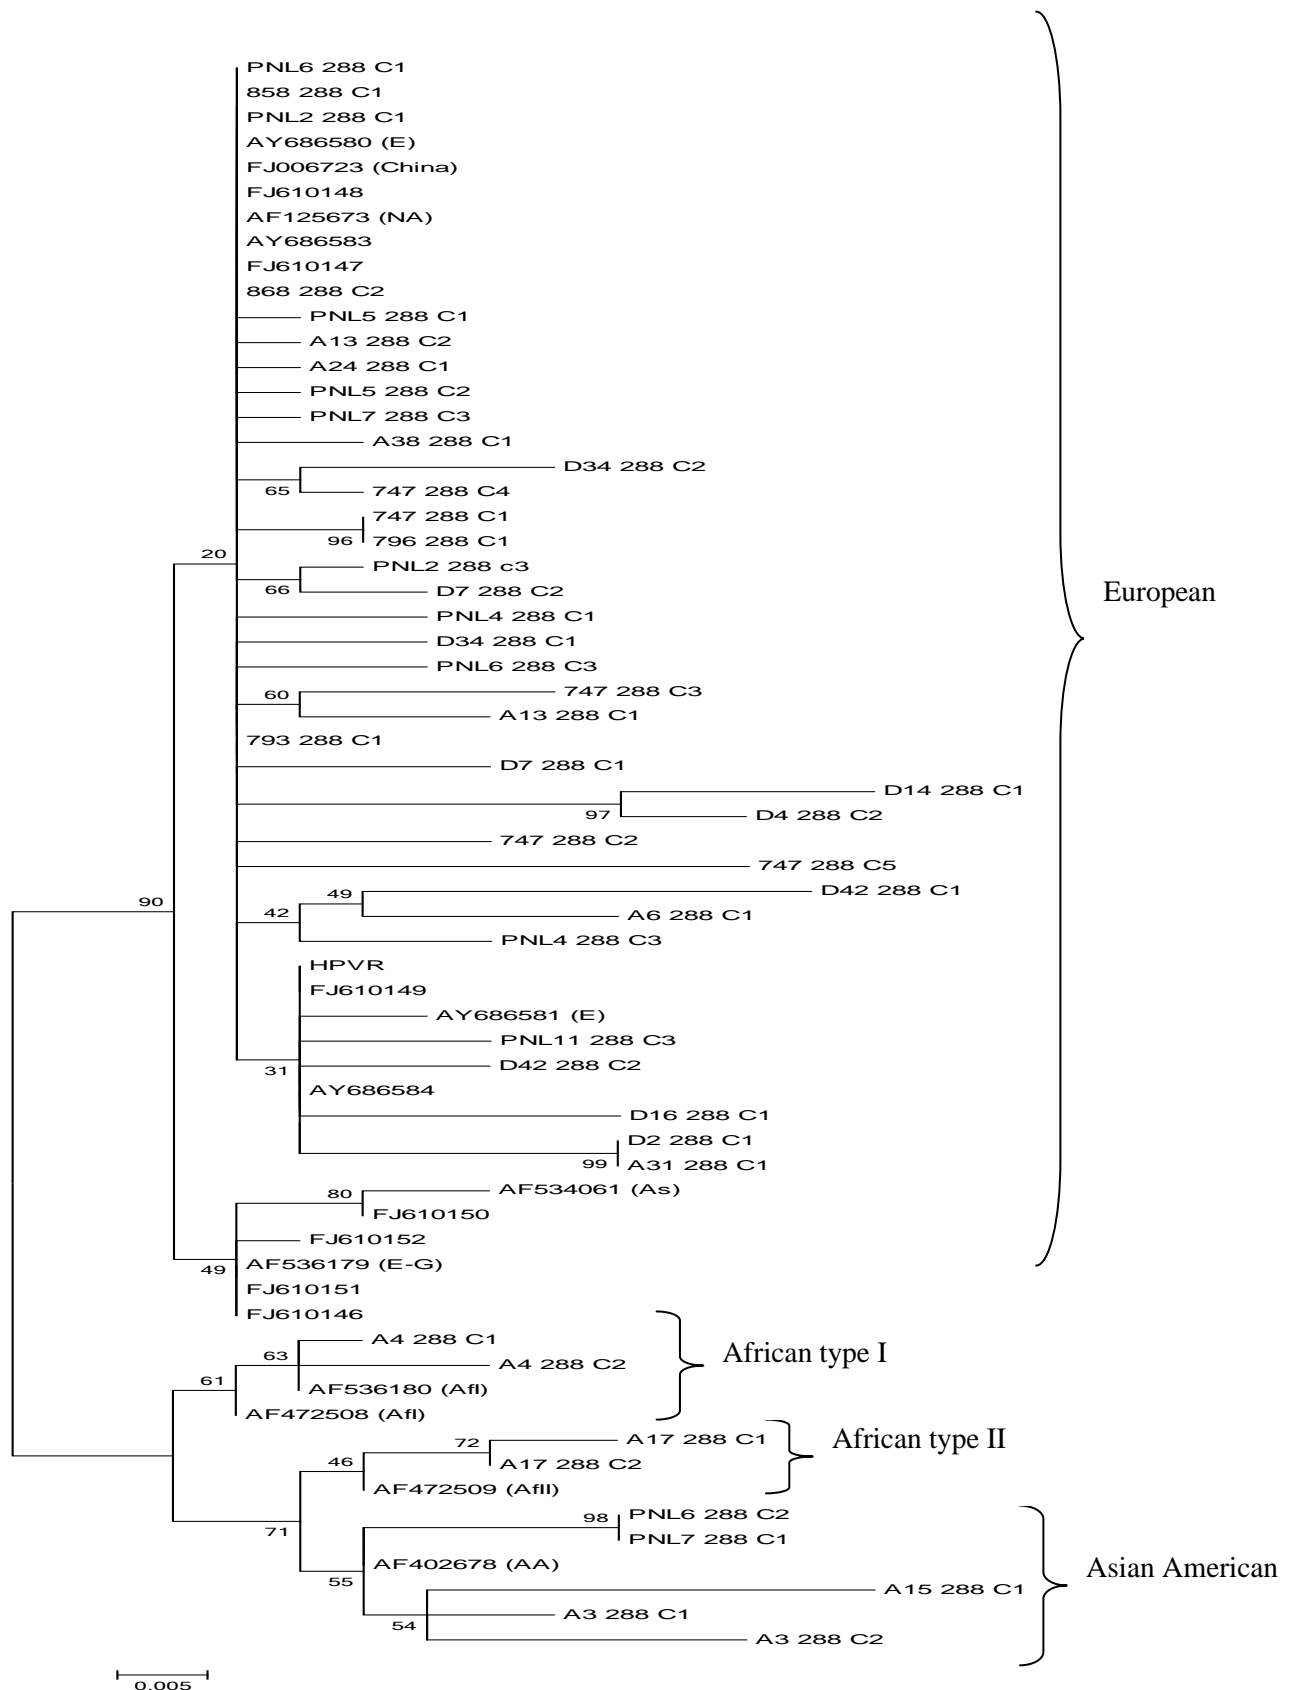 PNL6 288 C1
858 288 C1
PNL2 288 C1
AY686580 (E)
FJ006723 (China)
FJ610148
AF125673 (NA)
AY686583
FJ610147
868 288 C2
PNL5 288 C1
A13 288 C2
A24 288 C1
PNL5 288 C2
PNL7 288 C3
A38 288 C1
D34 288 C2
65
747 288 C4
747 288 C1
96
796 288 C1
20
PNL2 288 c3
66
D7 288 C2
European
PNL4 288 C1
D34 288 C1
PNL6 288 C3
60
747 288 C3
A13 288 C1
793 288 C1
D7 288 C1
D14 288 C1
97
D4 288 C2
747 288 C2
747 288 C5
49
D42 288 C1
90
42
A6 288 C1
PNL4 288 C3
HPVR
FJ610149
AY686581 (E)
PNL11 288 C3
31
D42 288 C2
AY686584
D16 288 C1
D2 288 C1
99
A31 288 C1
80
AF534061 (As)
FJ610150
FJ610152
49
AF536179 (E-G)
FJ610151
FJ610146
A4 288 C1
63
African type I
A4 288 C2
61
AF536180 (AfI)
AF472508 (AfI)
72
A17 288 C1
African type II
46
A17 288 C2
AF472509 (AfII)
98
PNL6 288 C2
71
PNL7 288 C1
AF402678 (AA)
Asian American
55
A15 288 C1
A3 288 C1
54
A3 288 C2
0.005